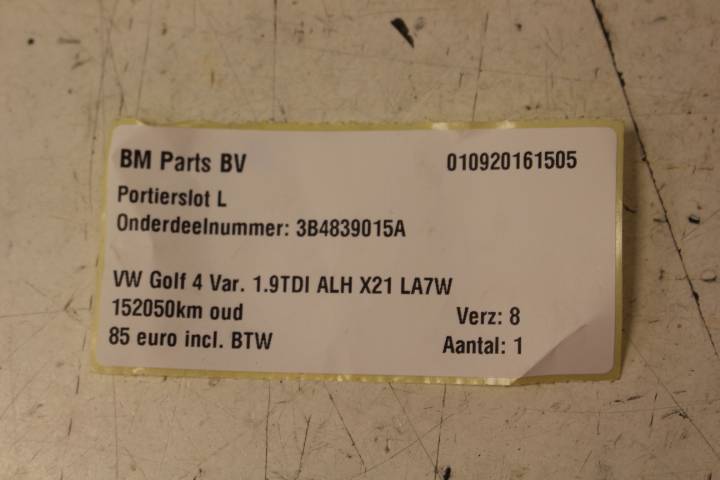 BM Parts BV 010920161505
Portierslot L
Onderdeelnummer: 3B4839015A
VW Golf 4 Var. 1.9TDI ALH X21 LA7W
152050km oud Verz: 8
85 euro incl. BTW Aantal: 1